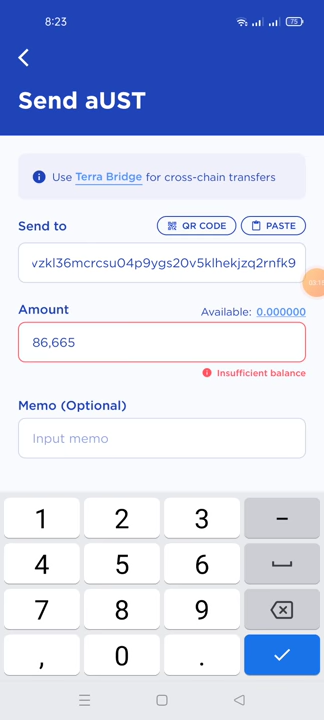 8:23
75
Send aUST
Use Terra Bridge for cross-chain transfers
Send to
QR CODE
PASTE
vzkl36mcrcsu04p9ygs20v5klhekjzq2rnfk9
Amount
Available: 0.000000
86,665
Insufficient balance
Memo (Optional)
Input memo
1 2 3 –
4 5 6
7 8 9
, 0 .